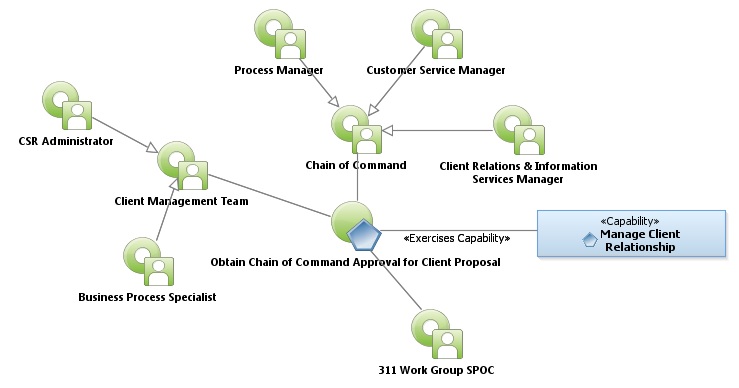 Process Manager
Customer Service Manager
CSR Administrator
Chain of Command
Client Relations & Information
Services Manager
Client Management Team
«Capability»
Manage Client
Relationship
«Exercises Capability»
Obtain Chain of Command Approval for Client Proposal
Business Process Specialist
311 Work Group SPOC